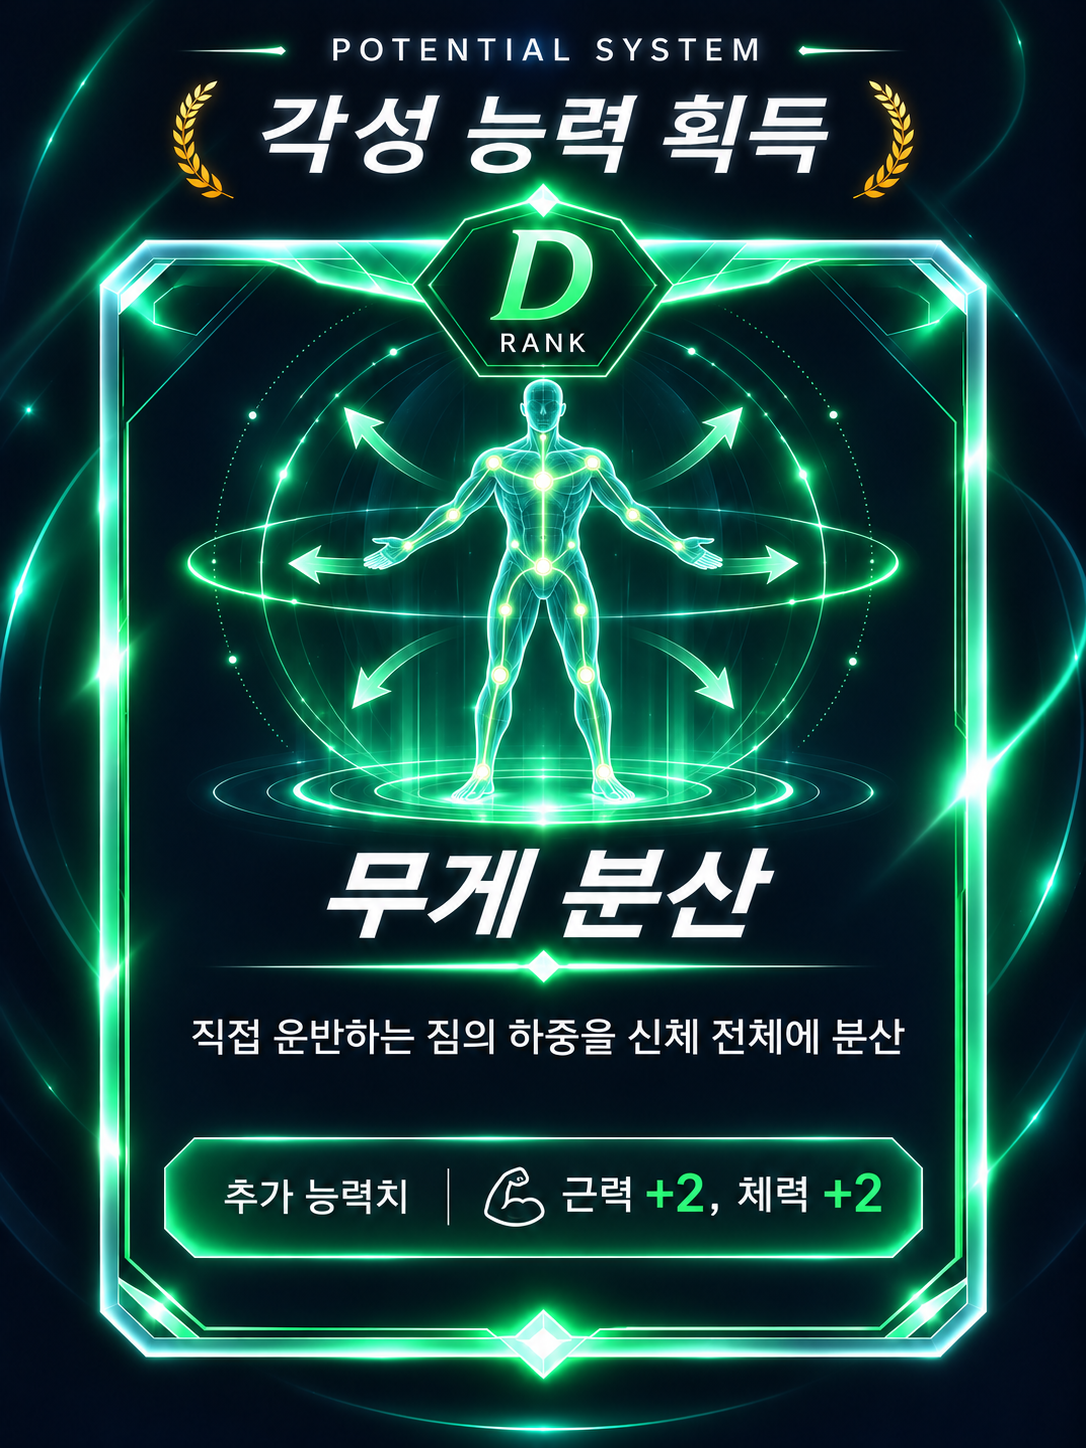 POTENTIAL SYSTEM
각성 능력 획득
D
RANK
무게 분산
직접 운반하는 짐의 하중을 신체 전체에 분산
추가 능력치 근력 +2, 체력 +2